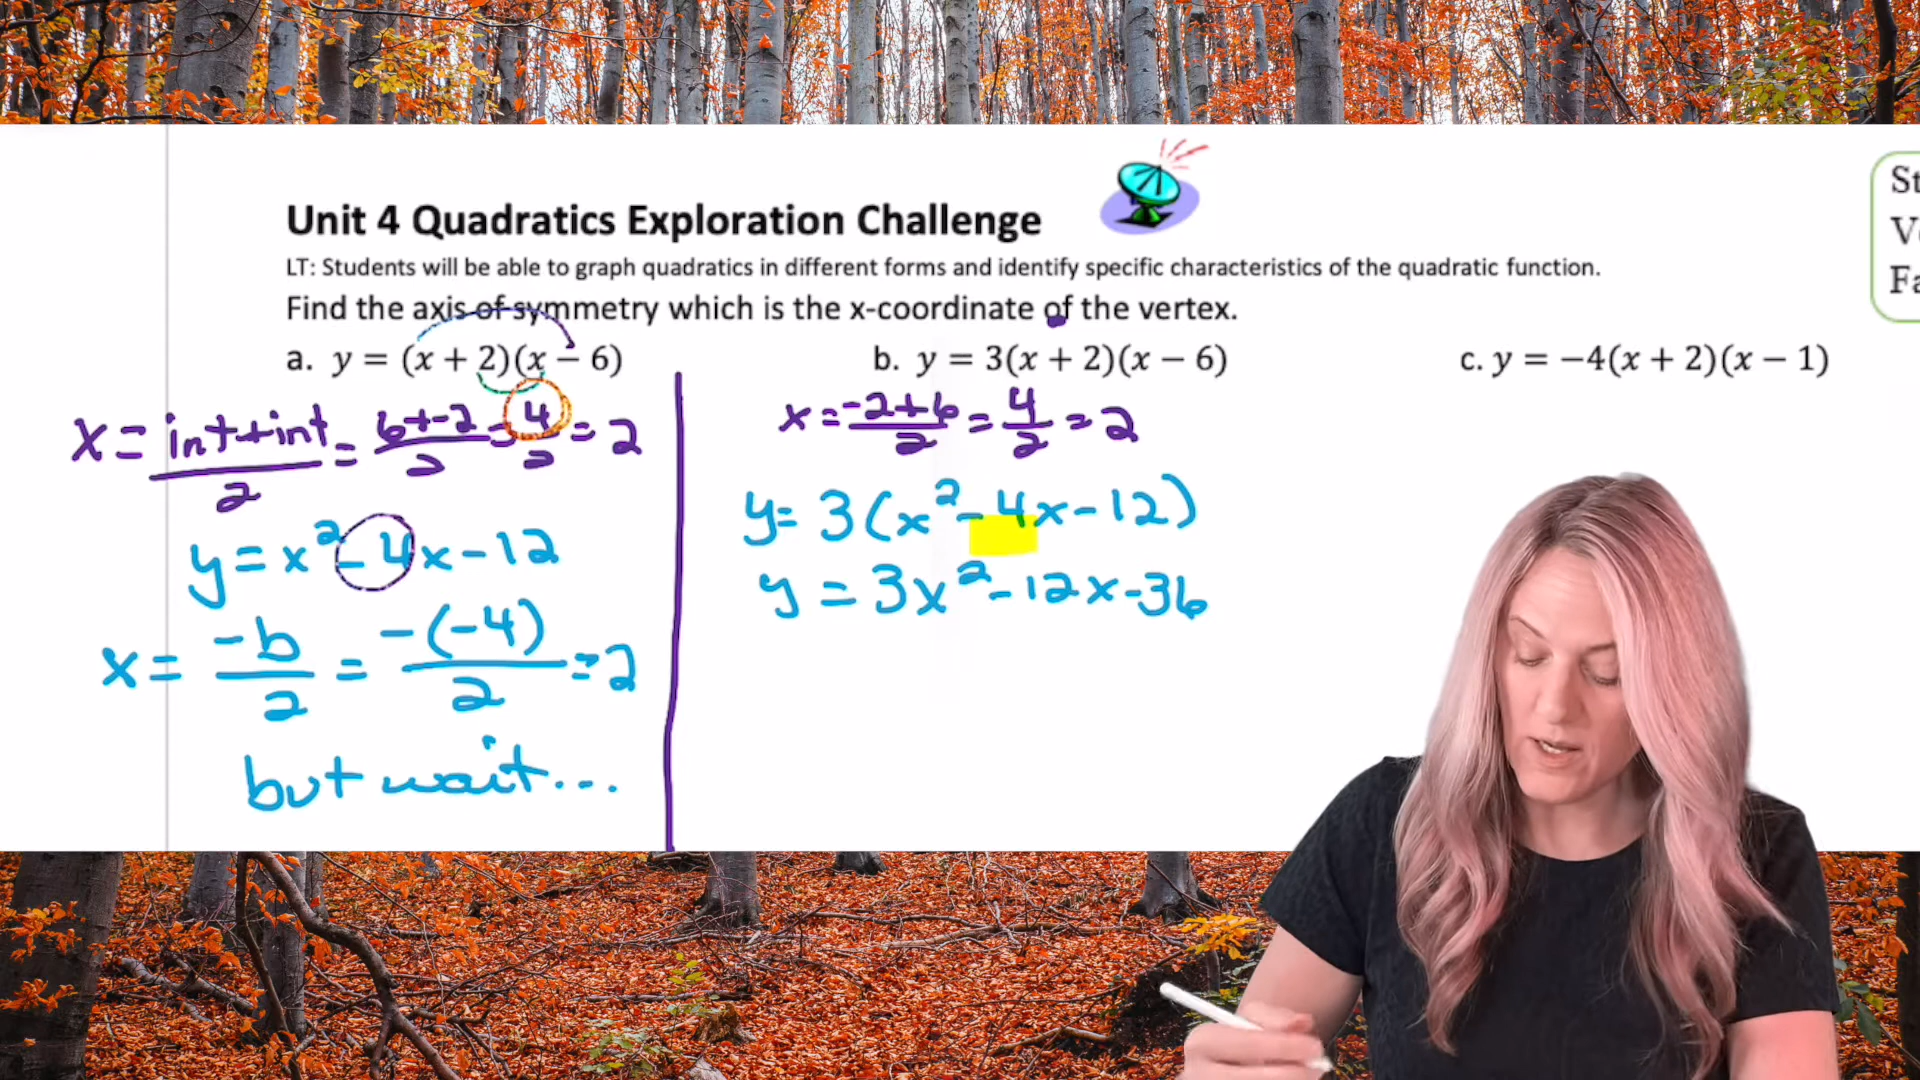 Unit 4 Quadratics Exploration Challenge
LT: Students will be able to graph quadratics in different forms and identify specific characteristics of the quadratic function.
Find the axis of symmetry which is the x-coordinate of the vertex.
a. y = (x + 2)(x − 6)
x = int+int/2 = 6+-2/2 = 4/2 = 2
y = x² - 4x - 12
x = -b/2 = -(-4)/2 = 2
but wait...
b. y = 3(x + 2)(x − 6)
x = -2+6/2 = 4/2 = 2
y = 3(x² - 4x - 12)
y = 3x² - 12x - 36
c. y = −4(x + 2)(x − 1)